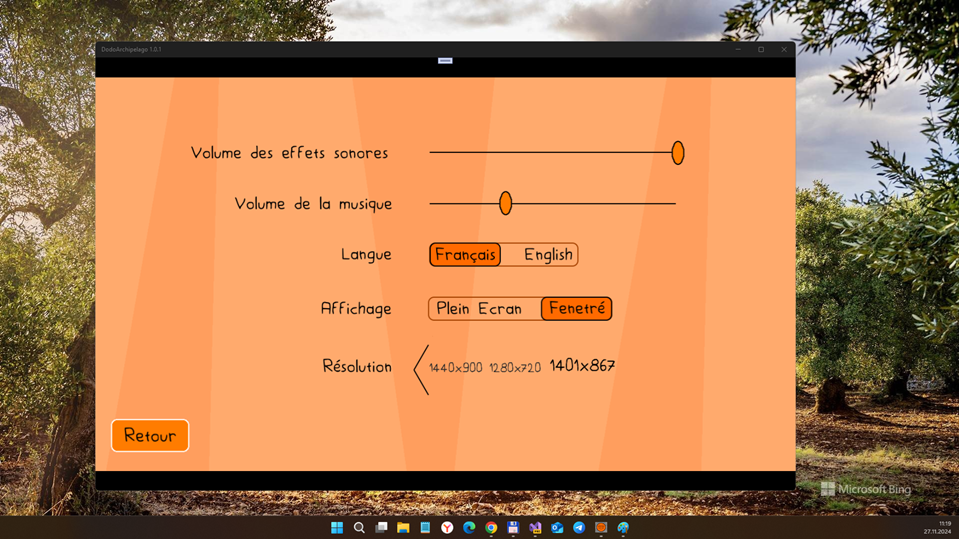 DodoArchipelago 1.0.1
Volume des effets sonores
Volume de la musique
Langue Français English
Affichage Plein Ecran Fenetré
Résolution 1440x900 1280x720 1401x867
Retour
Microsoft Bing
11:19
27.11.2024